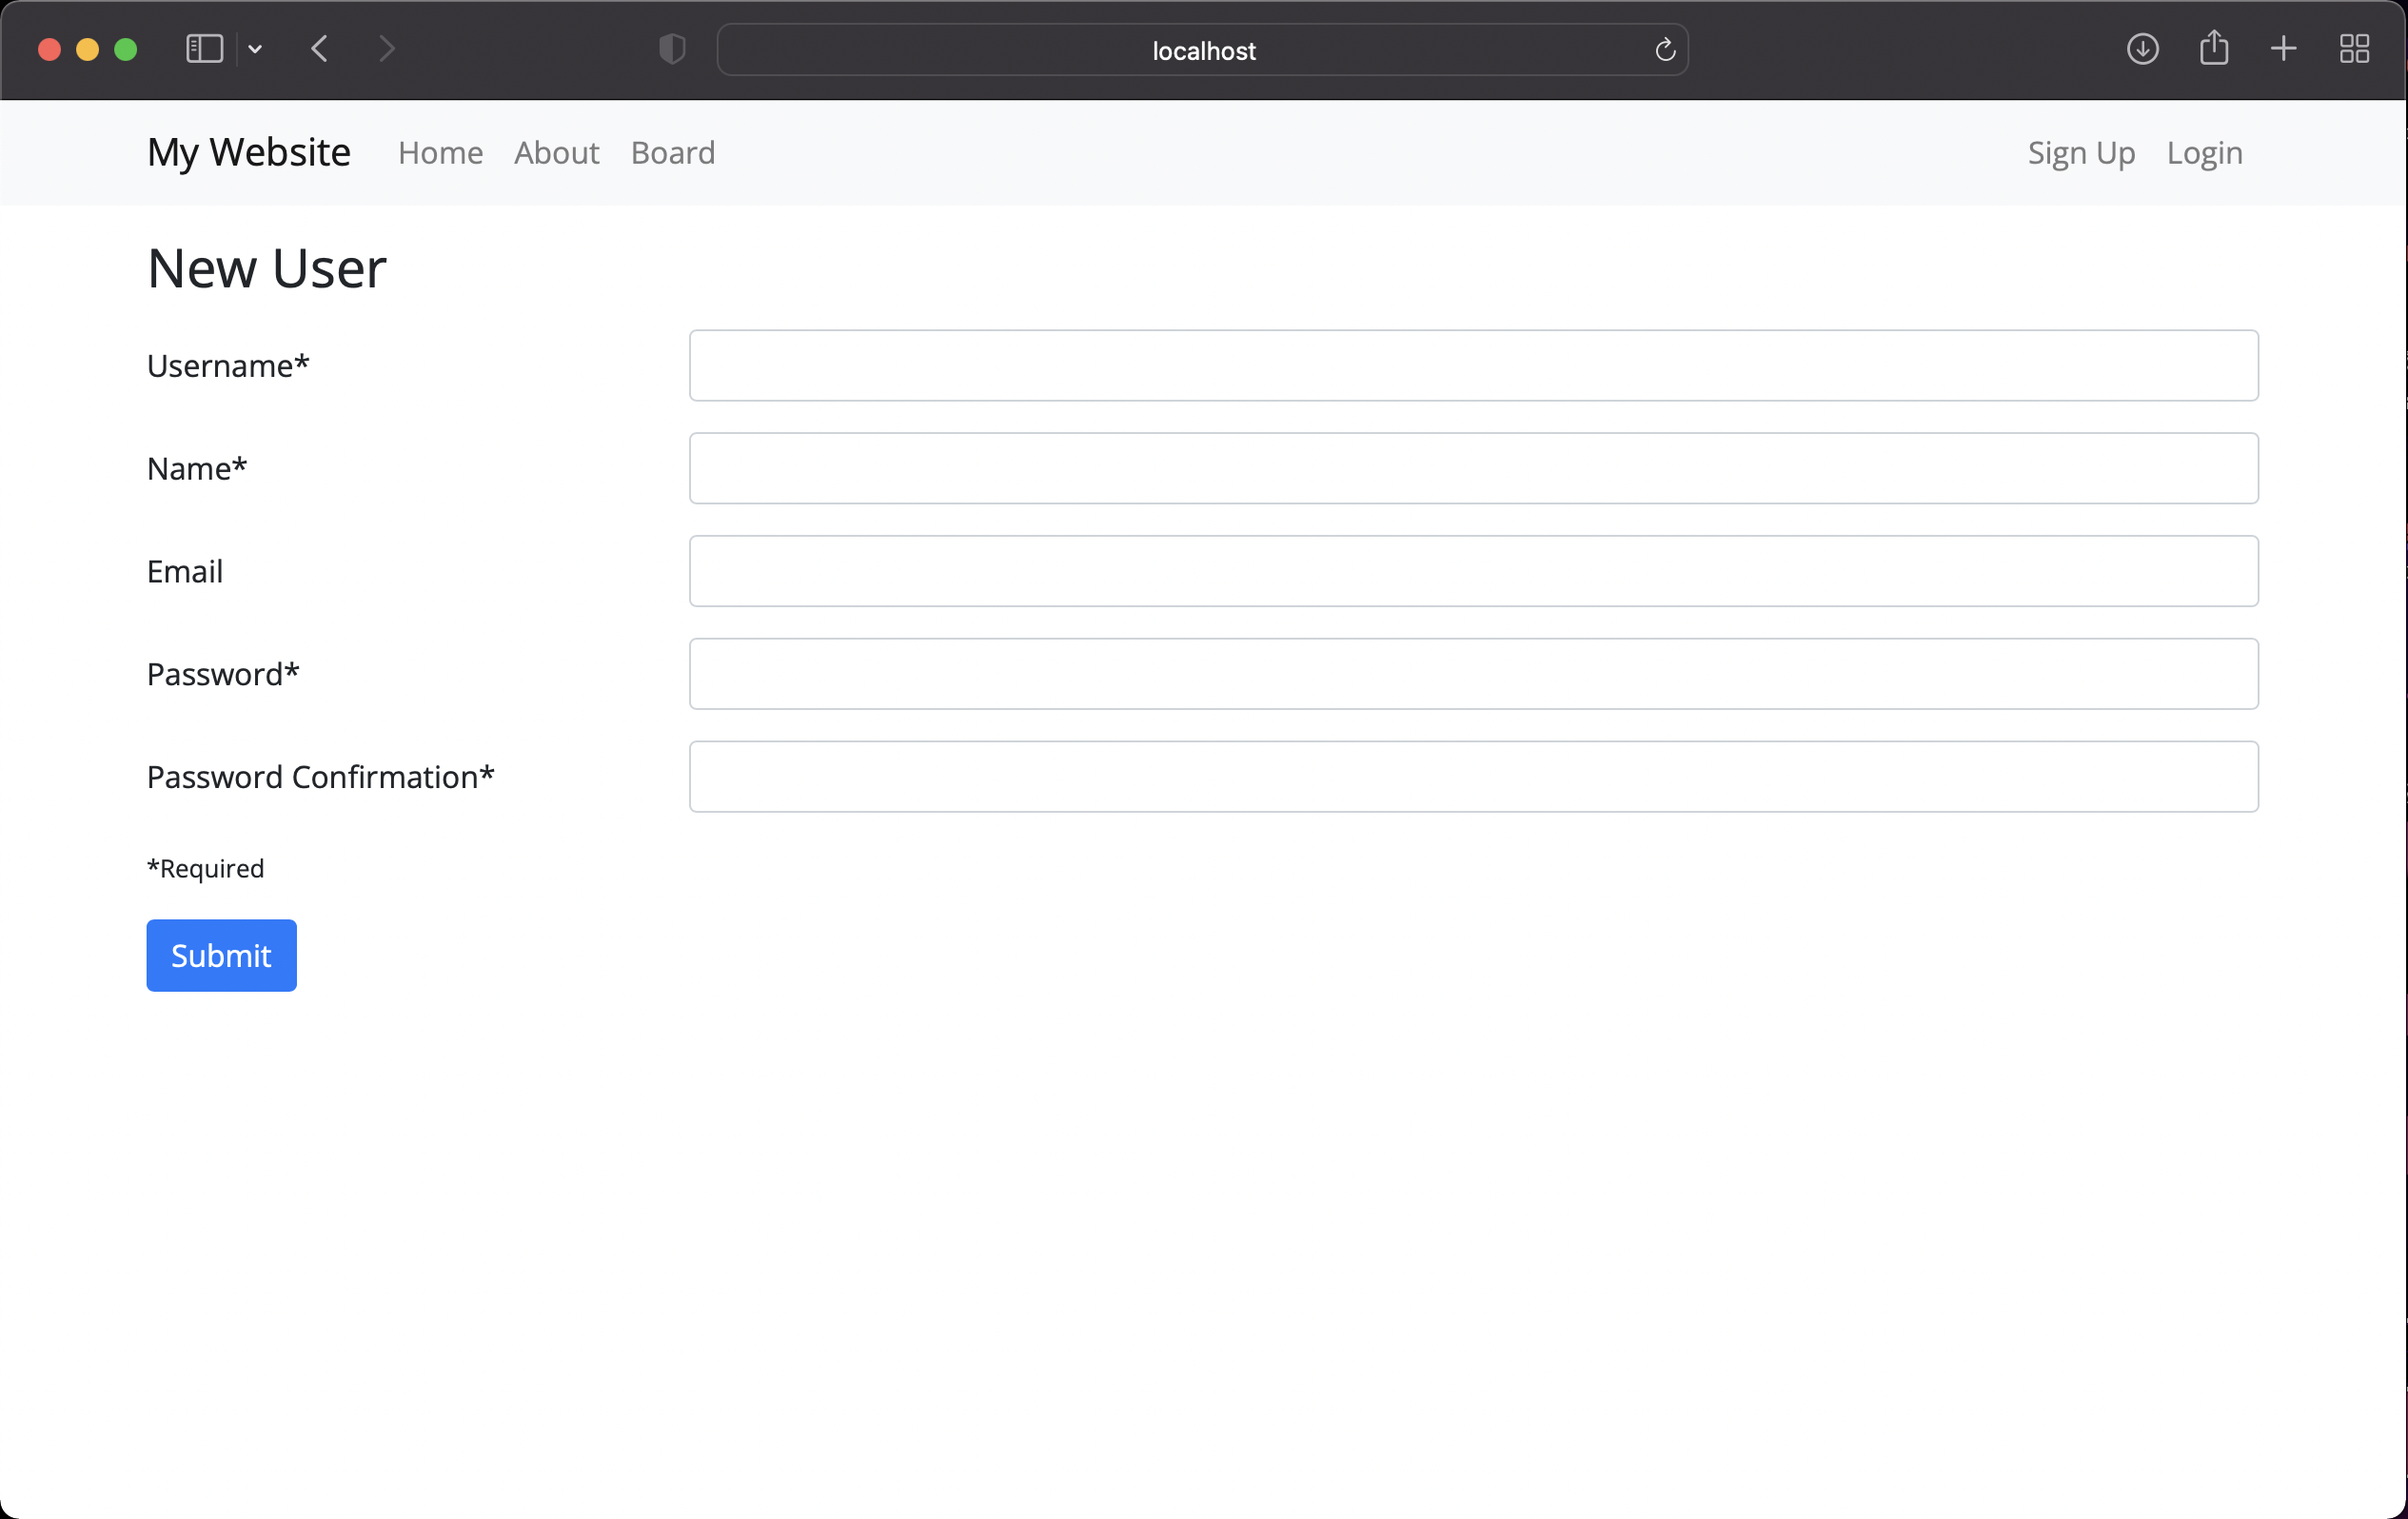 localhost
My Website Home About Board Sign Up Login
New User
Username*
Name*
Email
Password*
Password Confirmation*
*Required
Submit